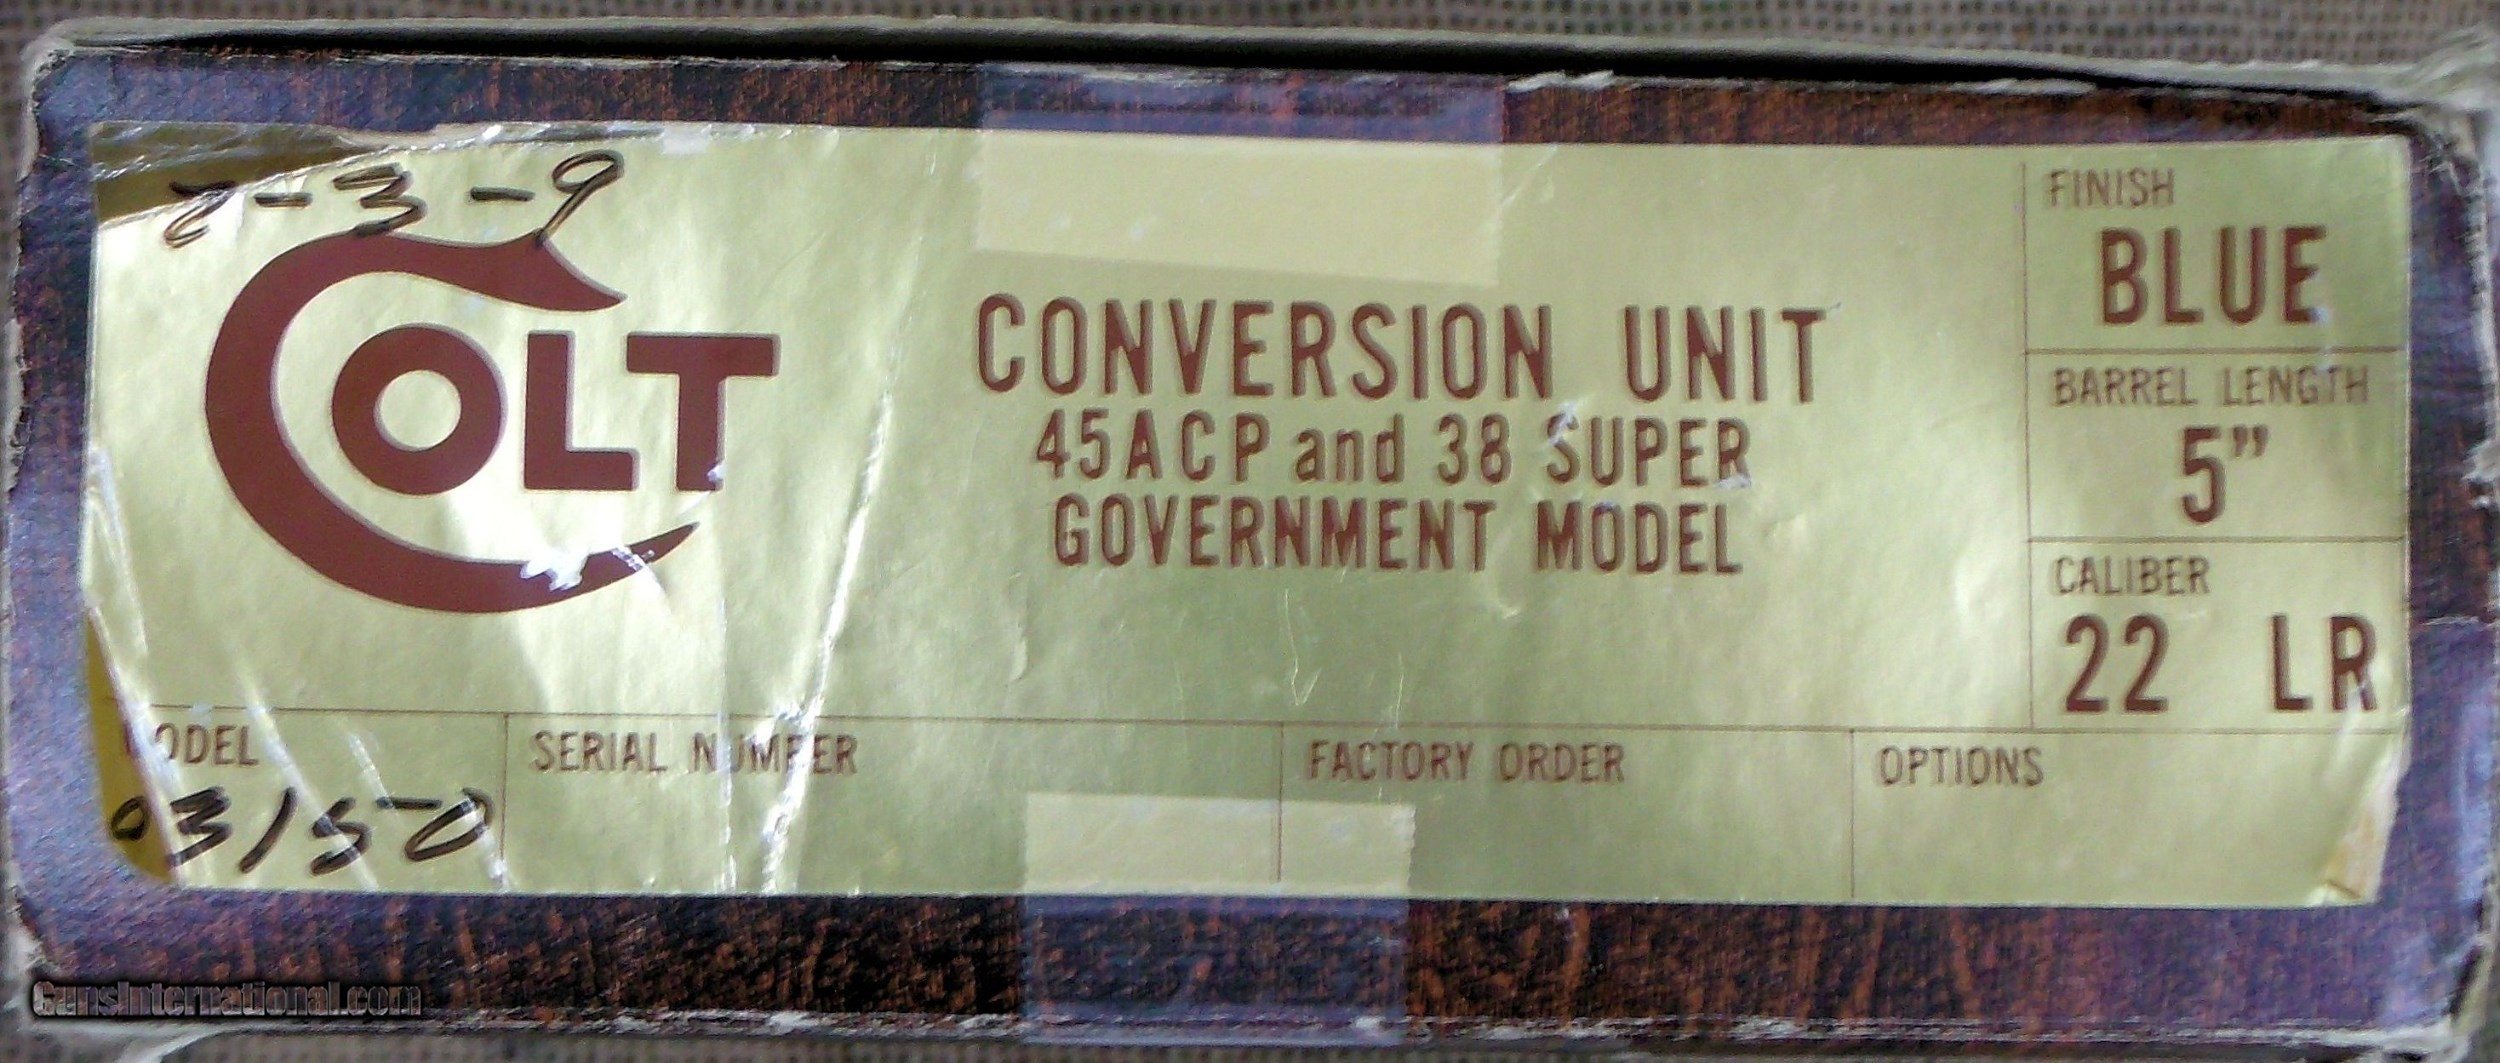 2-3-9
COLT
CONVERSION UNIT
45ACP and 38 SUPER
GOVERNMENT MODEL
FINISH
BLUE
BARREL LENGTH
5"
CALIBER
22 LR
MODEL
03150
SERIAL NUMBER
FACTORY ORDER
OPTIONS
GunsInternational.com